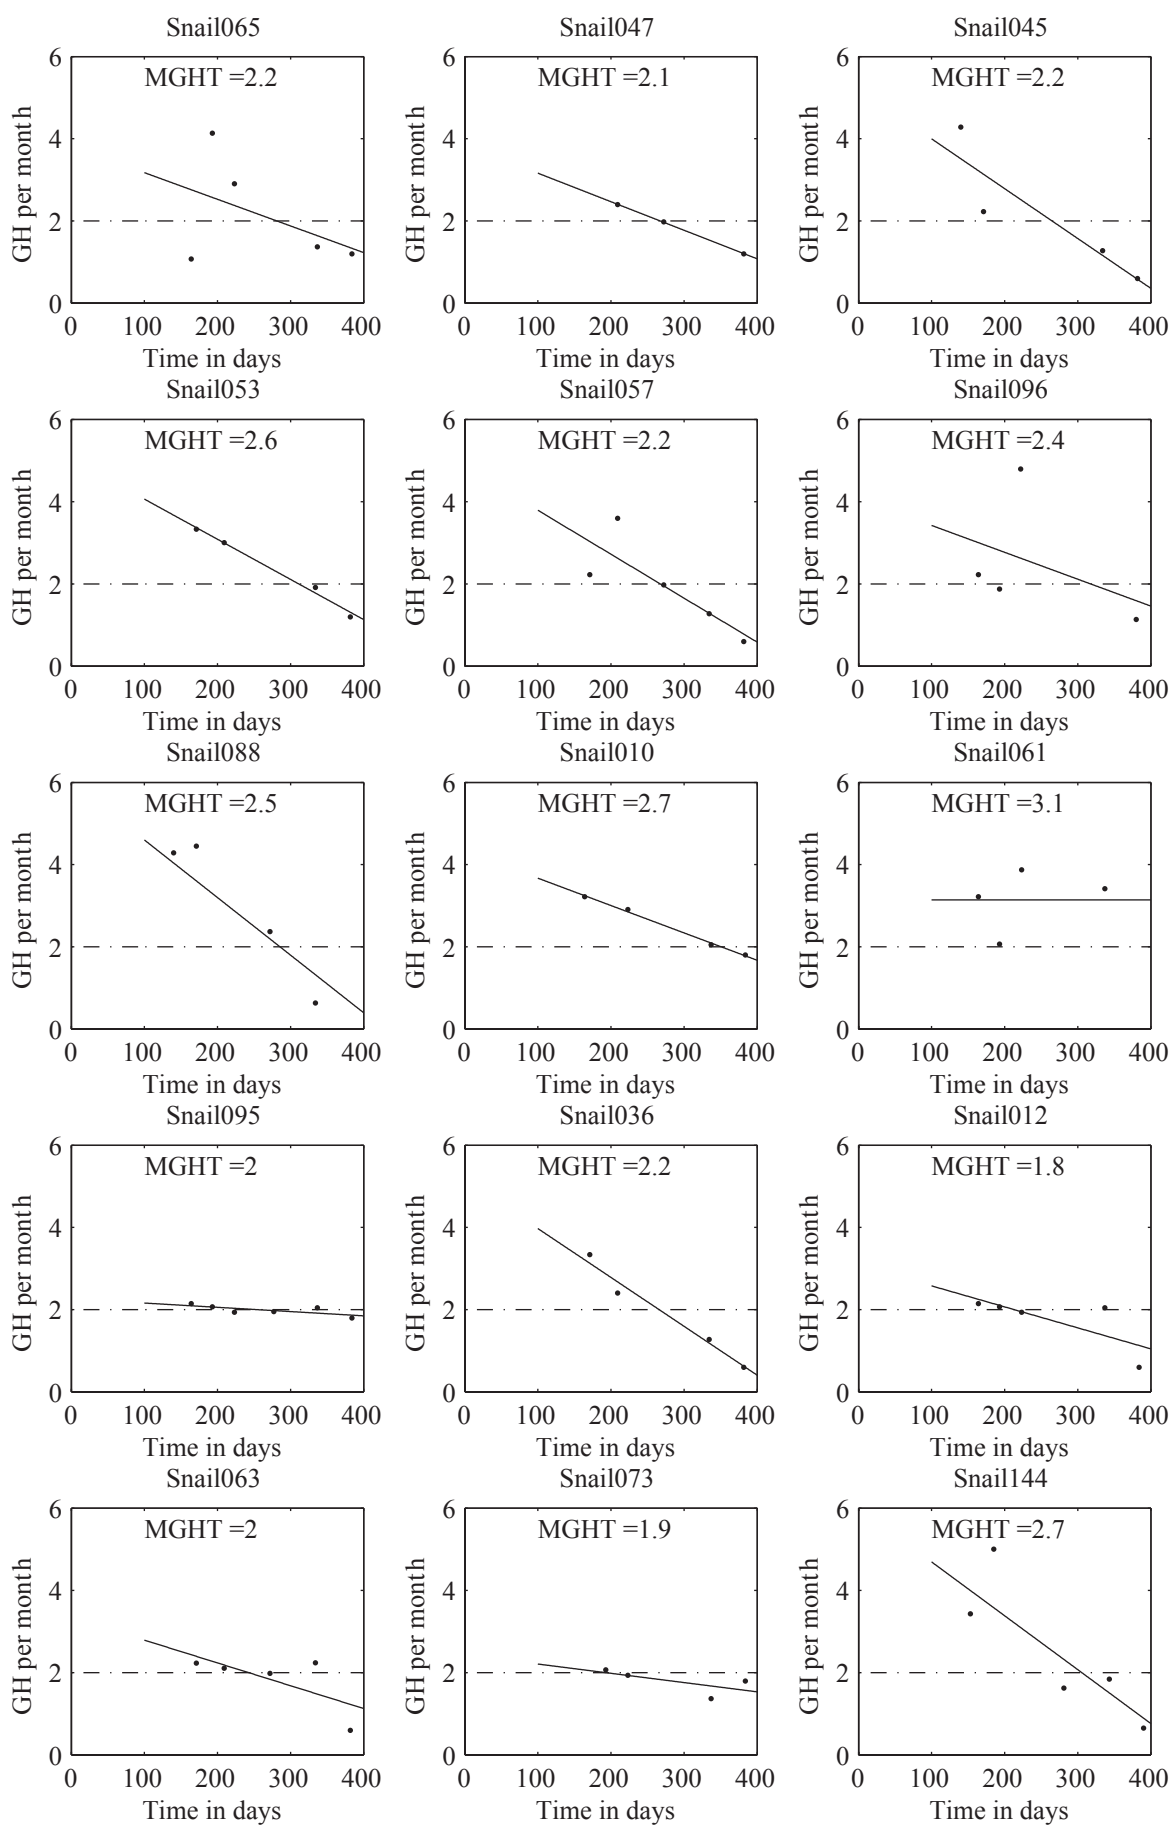 Snail065
MGHT =2.2
GH per month
6
4
2
0
0 100 200 300 400
Time in days
Snail047
MGHT =2.1
GH per month
6
4
2
0
0 100 200 300 400
Time in days
Snail045
MGHT =2.2
GH per month
6
4
2
0
0 100 200 300 400
Time in days
Snail053
MGHT =2.6
GH per month
6
4
2
0
0 100 200 300 400
Time in days
Snail057
MGHT =2.2
GH per month
6
4
2
0
0 100 200 300 400
Time in days
Snail096
MGHT =2.4
GH per month
6
4
2
0
0 100 200 300 400
Time in days
Snail088
MGHT =2.5
GH per month
6
4
2
0
0 100 200 300 400
Time in days
Snail010
MGHT =2.7
GH per month
6
4
2
0
0 100 200 300 400
Time in days
Snail061
MGHT =3.1
GH per month
6
4
2
0
0 100 200 300 400
Time in days
Snail095
MGHT =2
GH per month
6
4
2
0
0 100 200 300 400
Time in days
Snail036
MGHT =2.2
GH per month
6
4
2
0
0 100 200 300 400
Time in days
Snail012
MGHT =1.8
GH per month
6
4
2
0
0 100 200 300 400
Time in days
Snail063
MGHT =2
GH per month
6
4
2
0
0 100 200 300 400
Time in days
Snail073
MGHT =1.9
GH per month
6
4
2
0
0 100 200 300 400
Time in days
Snail144
MGHT =2.7
GH per month
6
4
2
0
0 100 200 300 400
Time in days